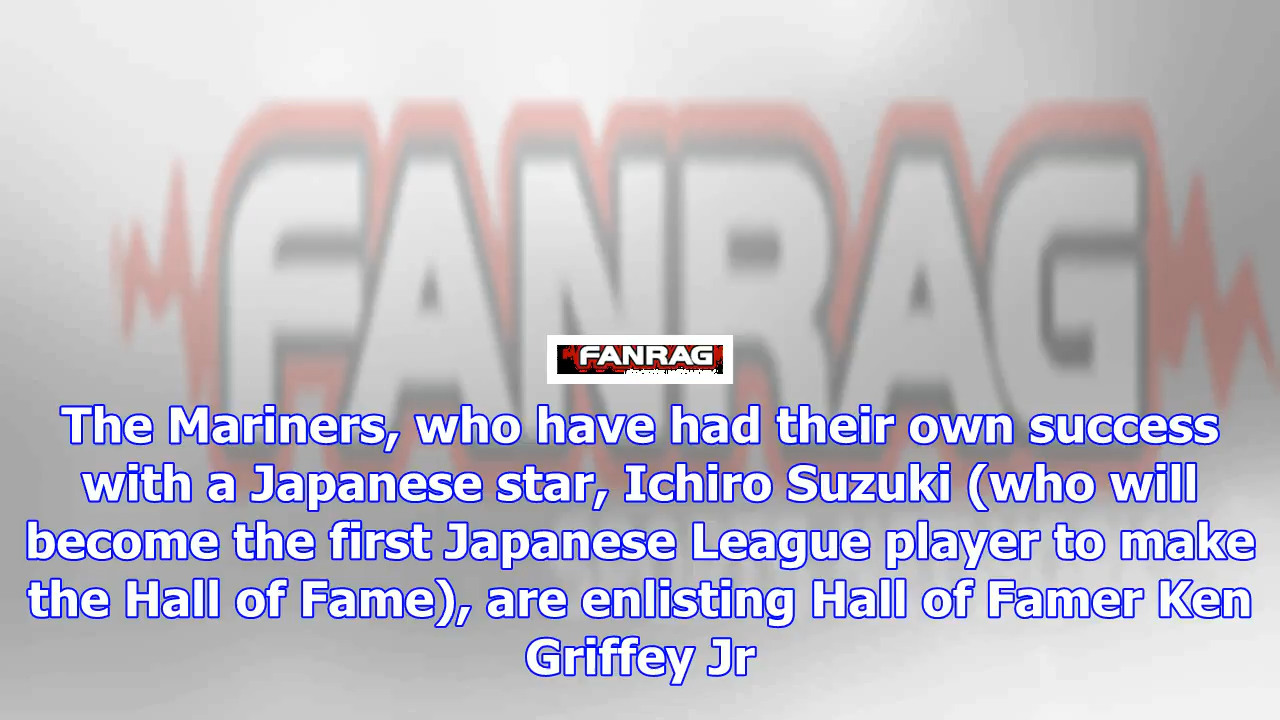 FANRAG
FANRAG
The Mariners, who have had their own success
with a Japanese star, Ichiro Suzuki (who will
become the first Japanese League player to make
the Hall of Fame), are enlisting Hall of Famer Ken
Griffey Jr